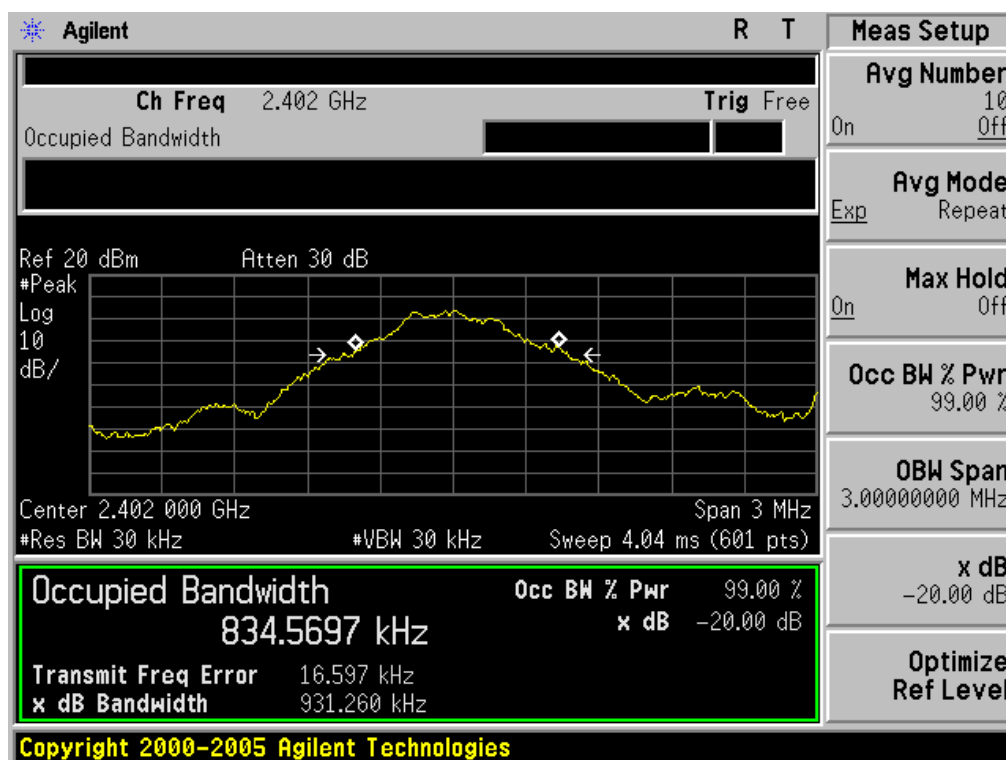 Agilent R T
Ch Freq 2.402 GHz Trig Free
Occupied Bandwidth
Ref 20 dBm Atten 30 dB
#Peak
Log
10
dB/
Center 2.402 000 GHz Span 3 MHz
#Res BW 30 kHz #VBW 30 kHz Sweep 4.04 ms (601 pts)
Occupied Bandwidth Occ BW % Pwr 99.00 %
834.5697 kHz x dB -20.00 dB
Transmit Freq Error 16.597 kHz
x dB Bandwidth 931.260 kHz
Copyright 2000-2005 Agilent Technologies
Meas Setup
Avg Number
10
On Off
Avg Mode
Exp Repeat
Max Hold
On Off
Occ BW % Pwr
99.00 %
OBW Span
3.00000000 MHz
x dB
-20.00 dB
Optimize
Ref Level